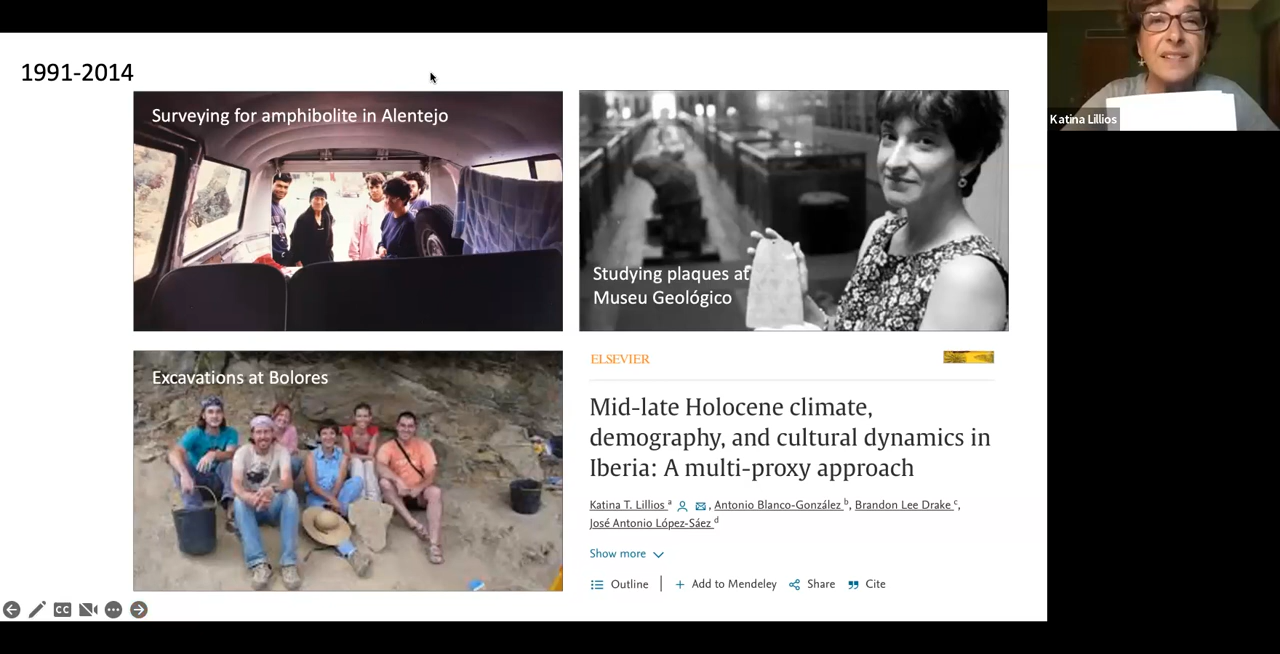 1991-2014
Surveying for amphibolite in Alentejo
Studying plaques at
Museu Geológico
Excavations at Bolores
ELSEVIER
Mid-late Holocene climate,
demography, and cultural dynamics in
Iberia: A multi-proxy approach
Katina T. Lillios a , Antonio Blanco-González b, Brandon Lee Drake c,
José Antonio López-Sáez d
Show more
Outline | + Add to Mendeley Share Cite
CC
Katina Lillios